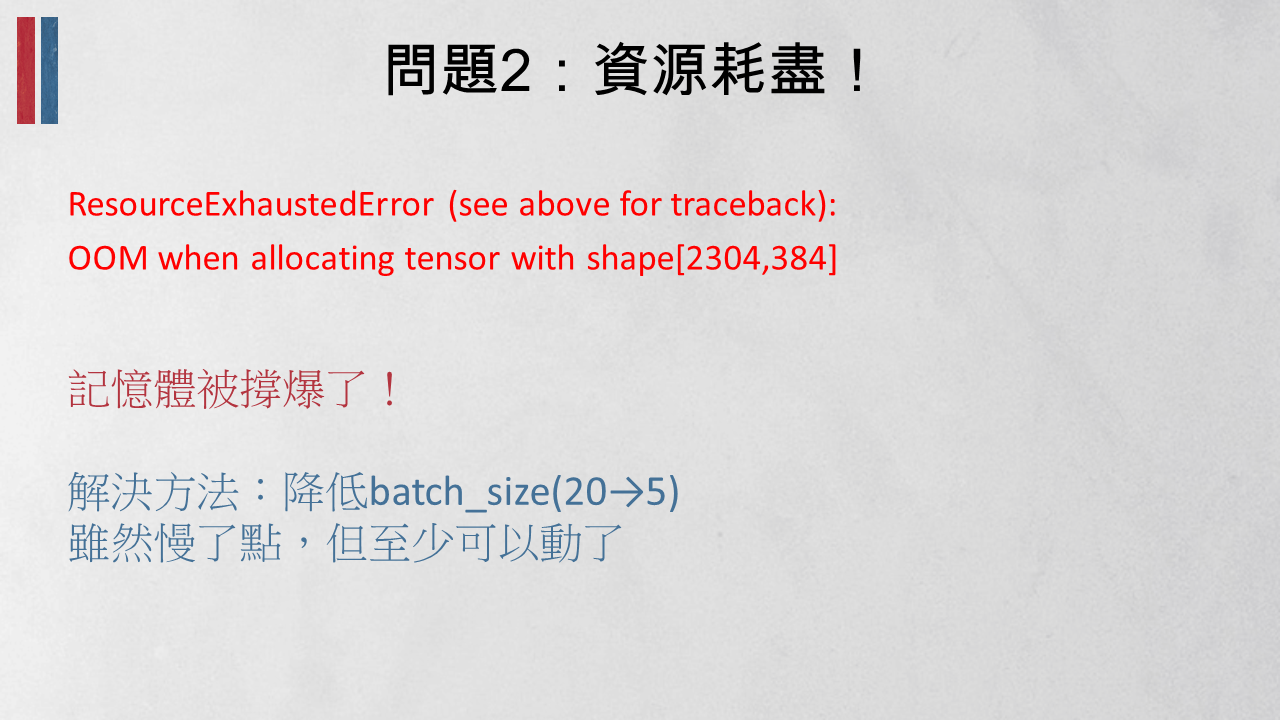 問題2：資源耗盡！
ResourceExhaustedError (see above for traceback):
OOM when allocating tensor with shape[2304,384]
記憶體被撐爆了！
解決方法：降低batch_size(20→5)
雖然慢了點，但至少可以動了